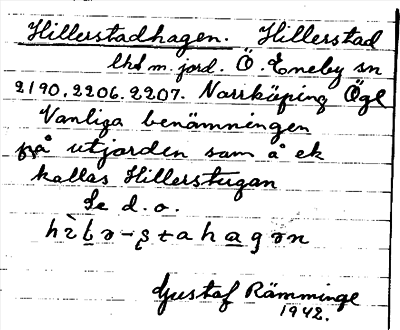 Hillerstadhagen. Hillerstad
lhd m. jord. Ö. Eneby sn
2190.2206.2207. Norrköping Ögl
Vanliga benämningen
på utjorden som å ek
kallas Hillerstugan
Se d. o.
Gustaf Rämminge
1942.